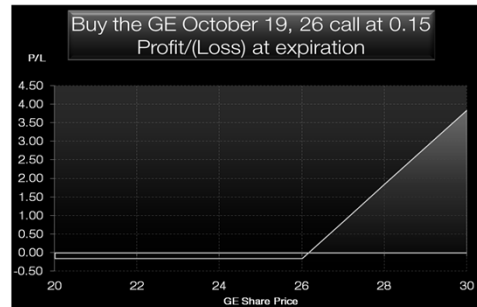 Buy the GE October 19, 26 call at 0.15
Profit/(Loss) at expiration
P/L
4.50
4.00
3.50
3.00
2.50
2.00
1.50
1.00
0.50
0.00
-0.50
20 22 24 26 28 30
GE Share Price